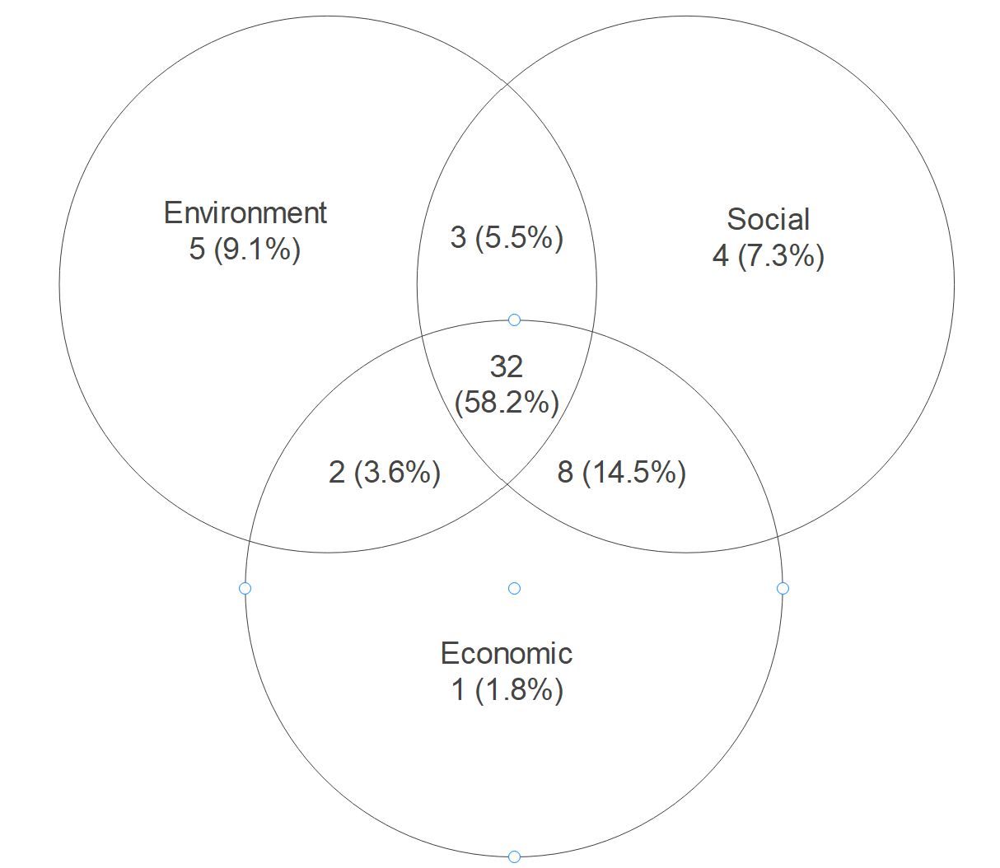 Environment
5 (9.1%)
3 (5.5%)
Social
4 (7.3%)
32
(58.2%)
2 (3.6%)
8 (14.5%)
Economic
1 (1.8%)